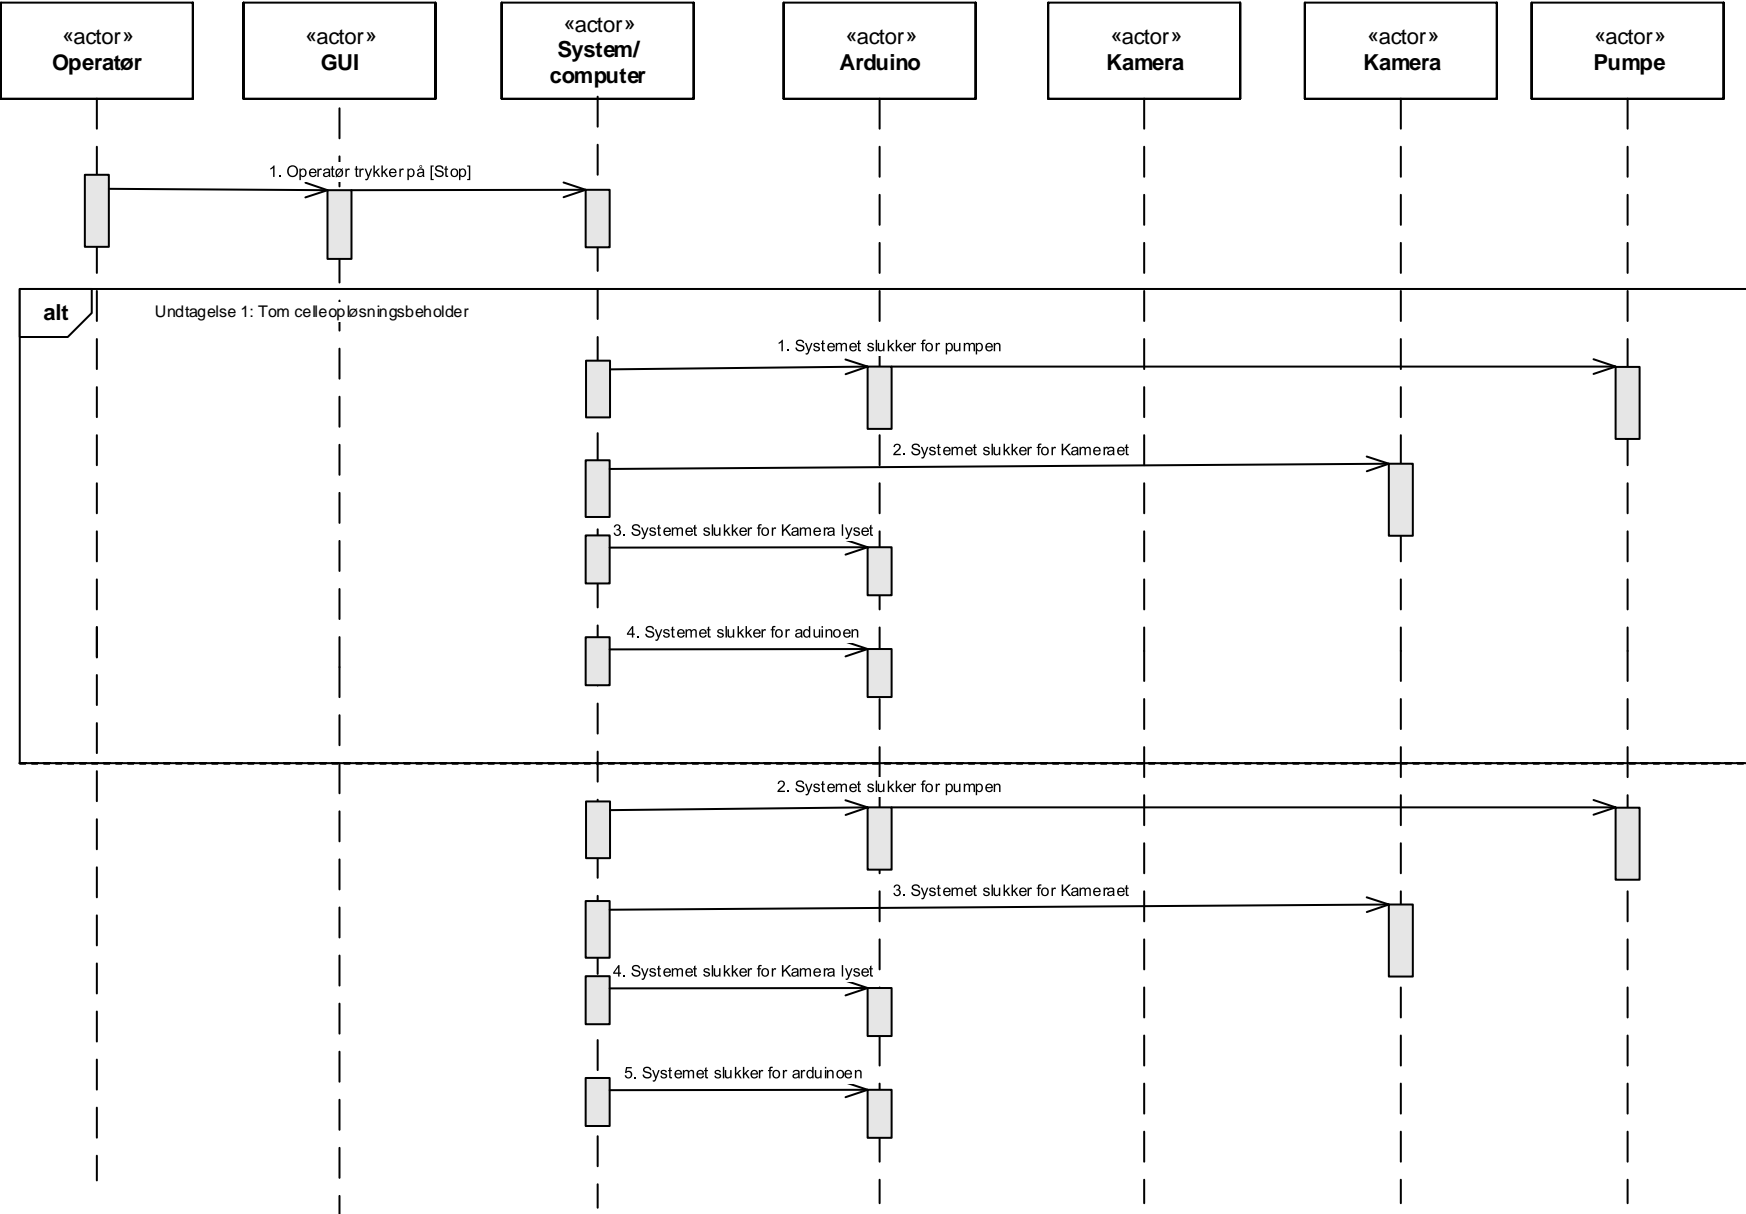 «actor»
Operatør
«actor»
GUI
«actor»
System/
computer
«actor»
Arduino
«actor»
Kamera
«actor»
Kamera
«actor»
Pumpe
1. Operatør trykker på [Stop]
alt
Undtagelse 1: Tom celleopløsningsbeholder
1. Systemet slukker for pumpen
2. Systemet slukker for Kameraet
3. Systemet slukker for Kamera lyset
4. Systemet slukker for aduinoen
2. Systemet slukker for pumpen
3. Systemet slukker for Kameraet
4. Systemet slukker for Kamera lyset
5. Systemet slukker for arduinoen